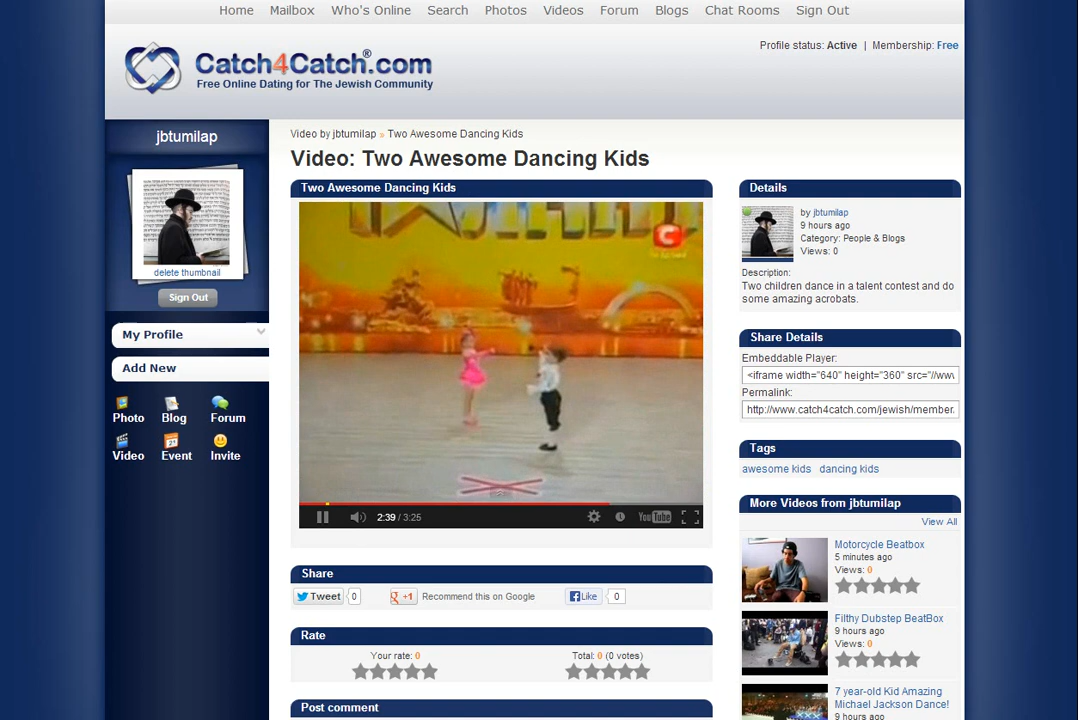 Home Mailbox Who's Online Search Photos Videos Forum Blogs Chat Rooms Sign Out
Profile status: Active | Membership: Free
Catch4Catch.com®
Free Online Dating for The Jewish Community
jbtumilap
delete thumbnail
Sign Out
My Profile
Add New
Photo Blog Forum
Video Event Invite
Video by jbtumilap » Two Awesome Dancing Kids
Video: Two Awesome Dancing Kids
Two Awesome Dancing Kids
2:39 / 3:25
YouTube
Share
Tweet 0 g +1 Recommend this on Google Like 0
Rate
Your rate: 0 Total: 0 (0 votes)
Post comment
Details
by jbtumilap
9 hours ago
Category: People & Blogs
Views: 0
Description:
Two children dance in a talent contest and do
some amazing acrobats.
Share Details
Embeddable Player:
<iframe width="640" height="360" src="//www
Permalink:
http://www.catch4catch.com/jewish/member.
Tags
awesome kids dancing kids
More Videos from jbtumilap
View All
Motorcycle Beatbox
5 minutes ago
Views: 0
Filthy Dubstep BeatBox
9 hours ago
Views: 0
7 year-old Kid Amazing
Michael Jackson Dance!
9 hours ago